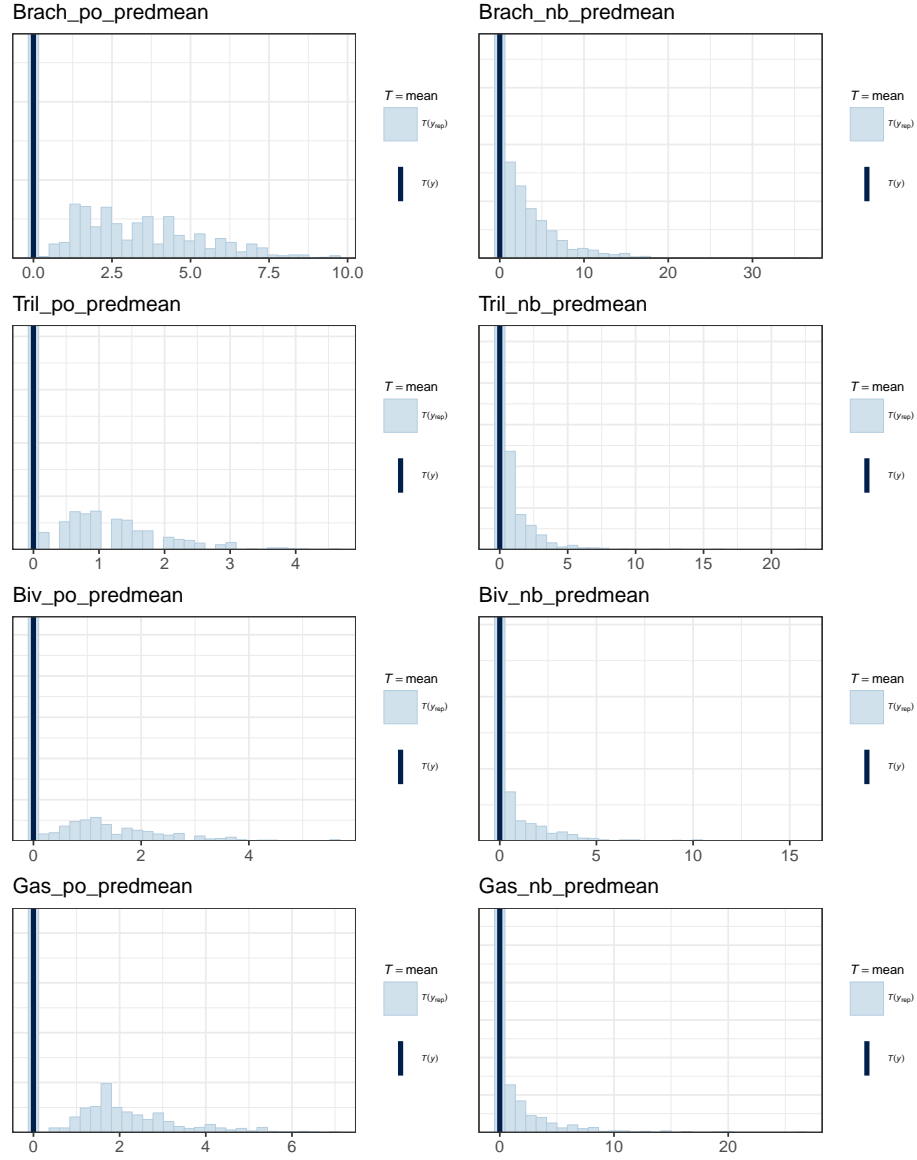 Brach_po_predmean
T = mean
T(yrep)
T(y)
0.0 2.5 5.0 7.5 10.0
Brach_nb_predmean
T = mean
T(yrep)
T(y)
0 10 20 30
Tril_po_predmean
T = mean
T(yrep)
T(y)
0 1 2 3 4
Tril_nb_predmean
T = mean
T(yrep)
T(y)
0 5 10 15 20
Biv_po_predmean
T = mean
T(yrep)
T(y)
0 2 4
Biv_nb_predmean
T = mean
T(yrep)
T(y)
0 5 10 15
Gas_po_predmean
T = mean
T(yrep)
T(y)
0 2 4 6
Gas_nb_predmean
T = mean
T(yrep)
T(y)
0 10 20